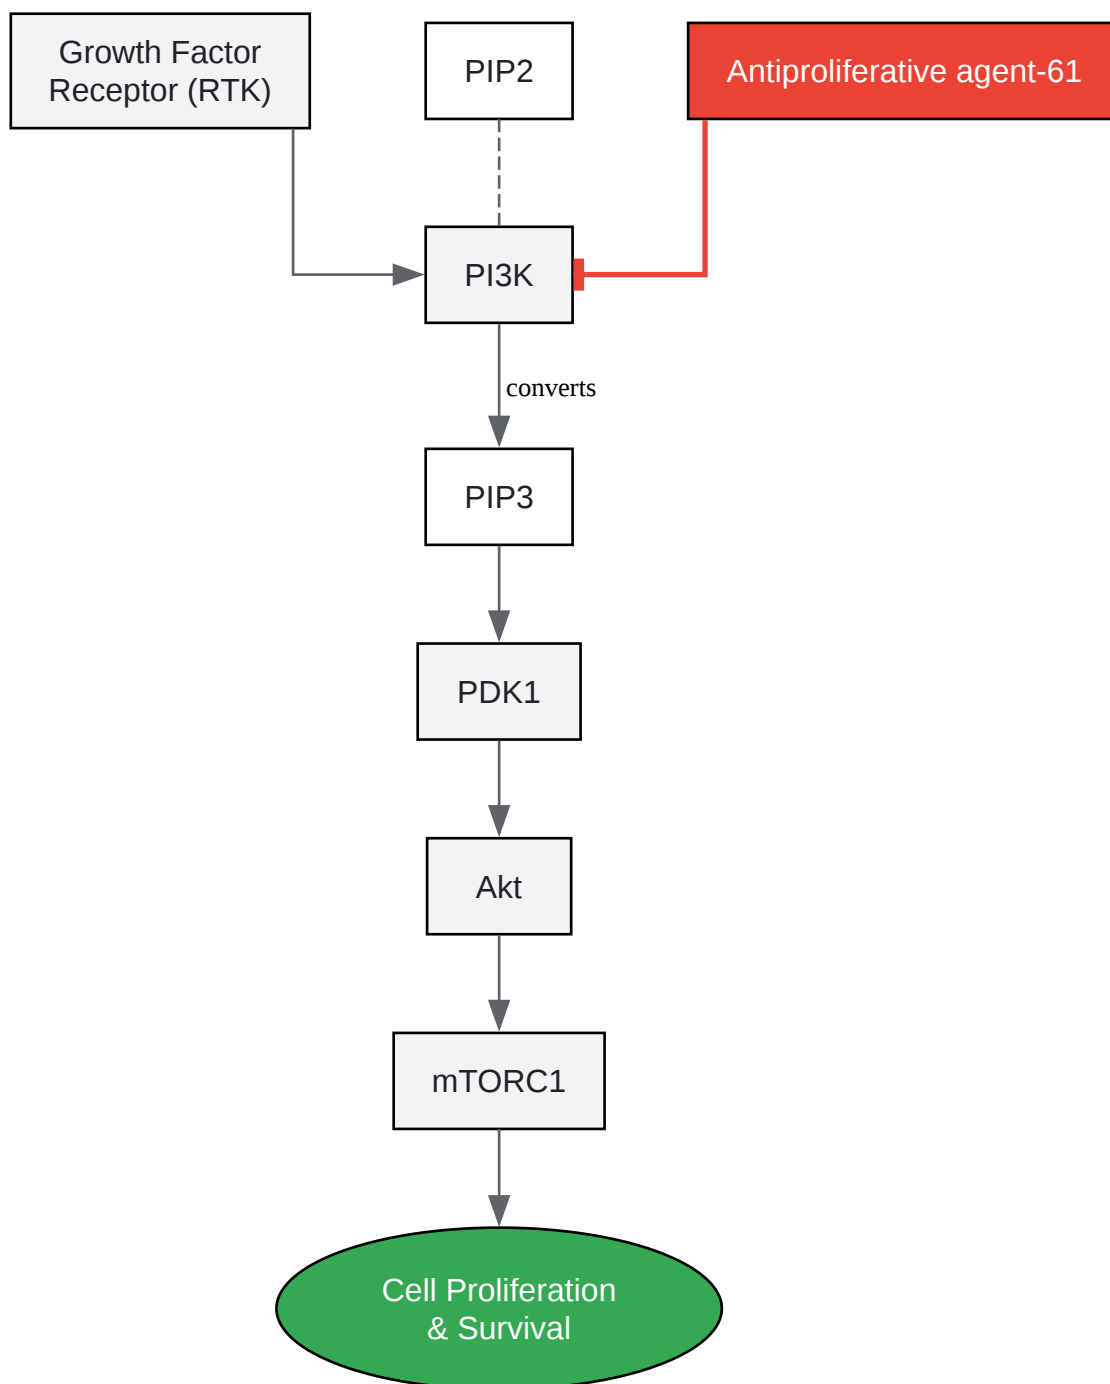 Growth Factor
Receptor (RTK)
PIP2
Antiproliferative agent-61
PI3K
converts
PIP3
PDK1
Akt
mTORC1
Cell Proliferation
& Survival